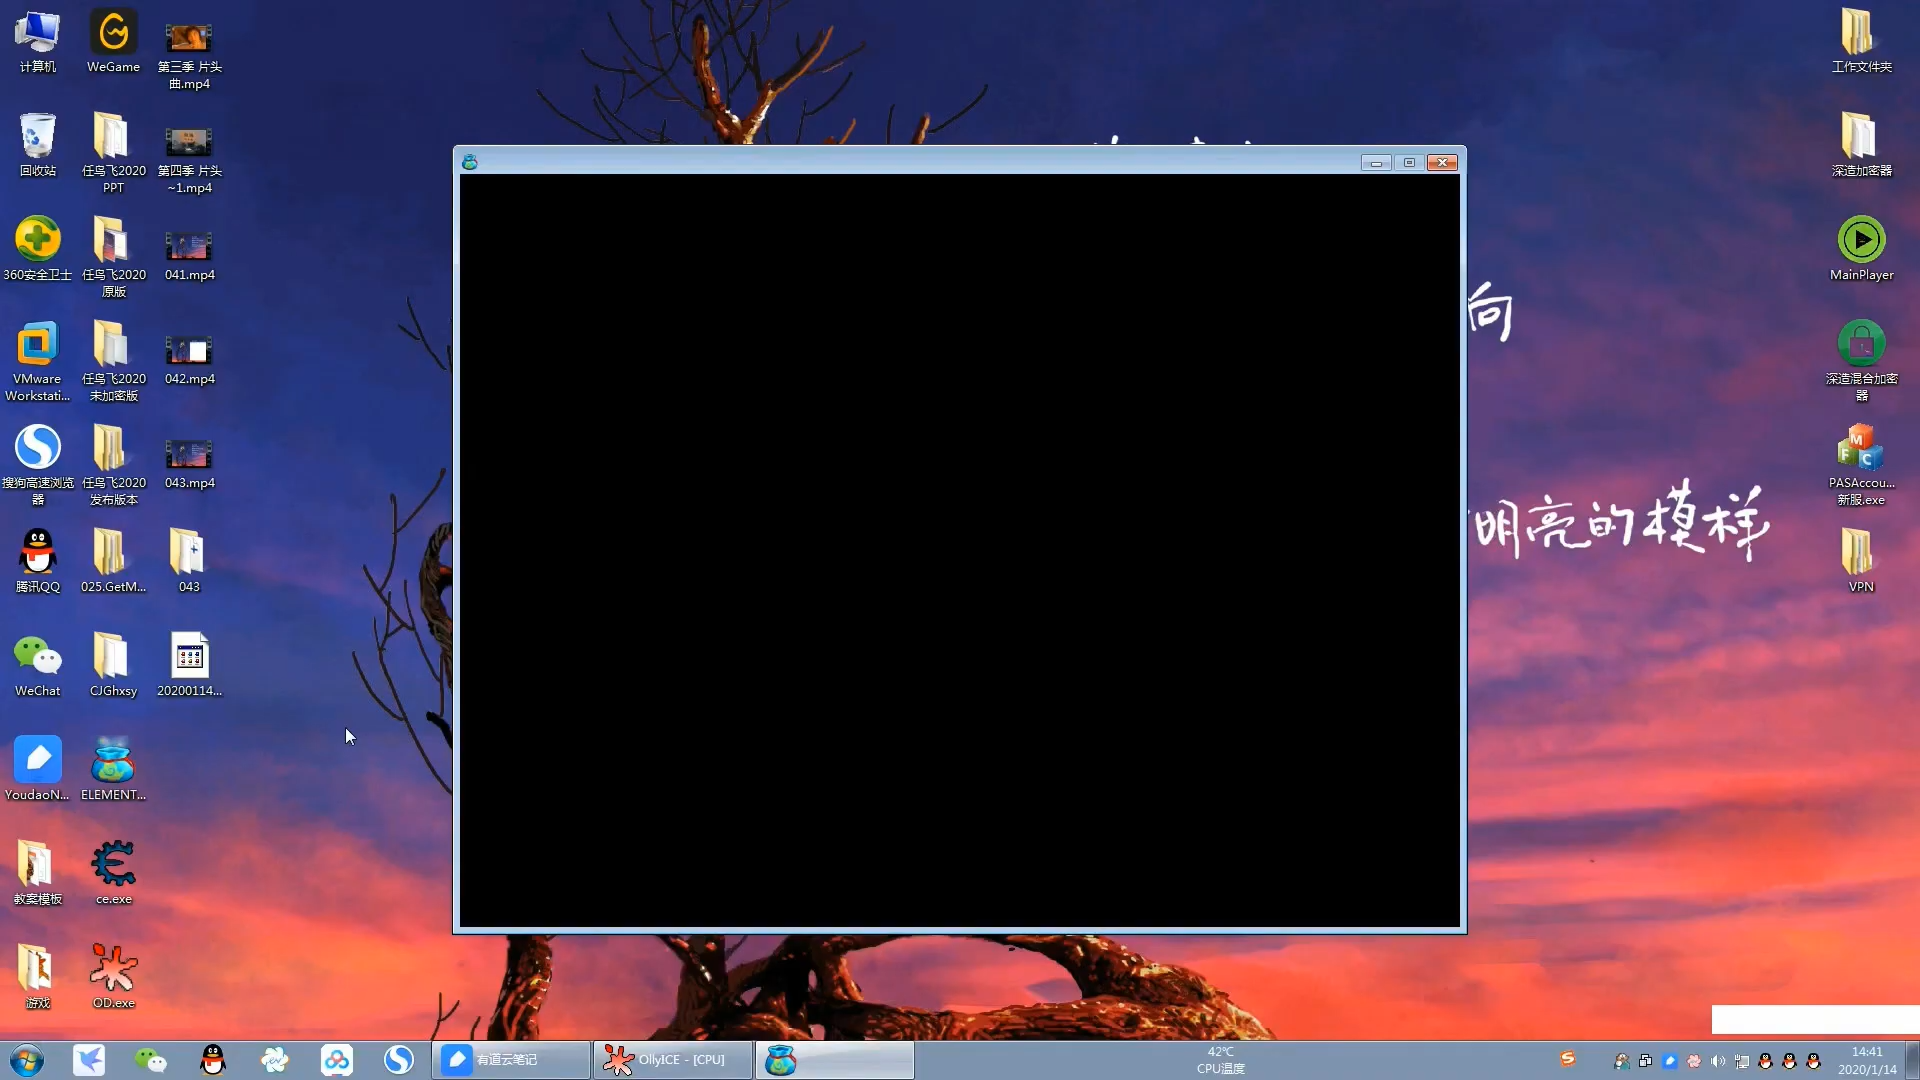 计算机
WeGame
第三季 片头
曲.mp4
回收站
任鸟飞2020
PPT
第四季 片头
~1.mp4
360安全卫士
任鸟飞2020
原版
041.mp4
VMware
Workstati...
任鸟飞2020
未加密版
042.mp4
搜狗高速浏览
器
任鸟飞2020
发布版本
043.mp4
腾讯QQ
025.GetM...
043
WeChat
CJGhxsy
20200114...
YoudaoN...
ELEMENT...
教案模板
ce.exe
游戏
OD.exe
向
明亮的模样
工作文件夹
深造加密器
MainPlayer
深造混合加密
器
M
F C
PASAccou...
新服.exe
VPN
有道云笔记
OllyICE - [CPU]
42℃
CPU温度
14:41
2020/1/14